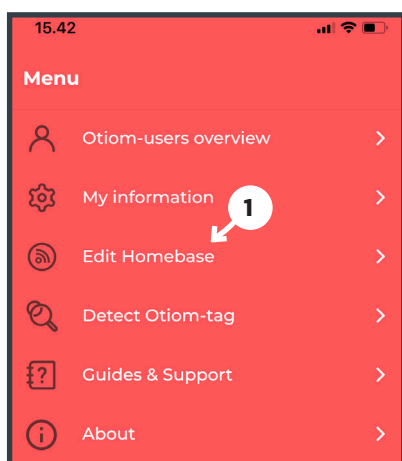 15.42
Menu
Otiom-users overview
My information
1
Edit Homebase
Detect Otiom-tag
?
Guides & Support
i
About